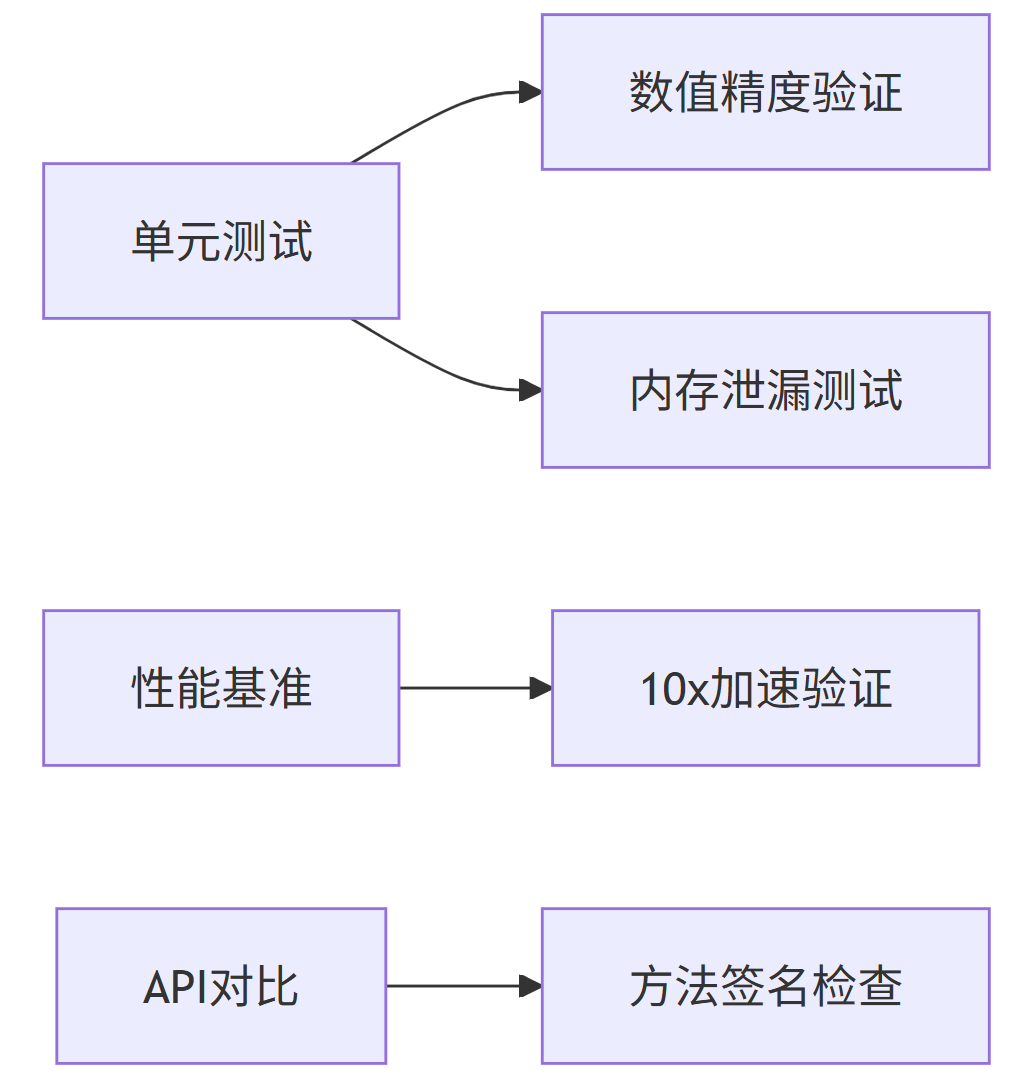 数值精度验证
单元测试
内存泄漏测试
性能基准
10x加速验证
API对比
方法签名检查